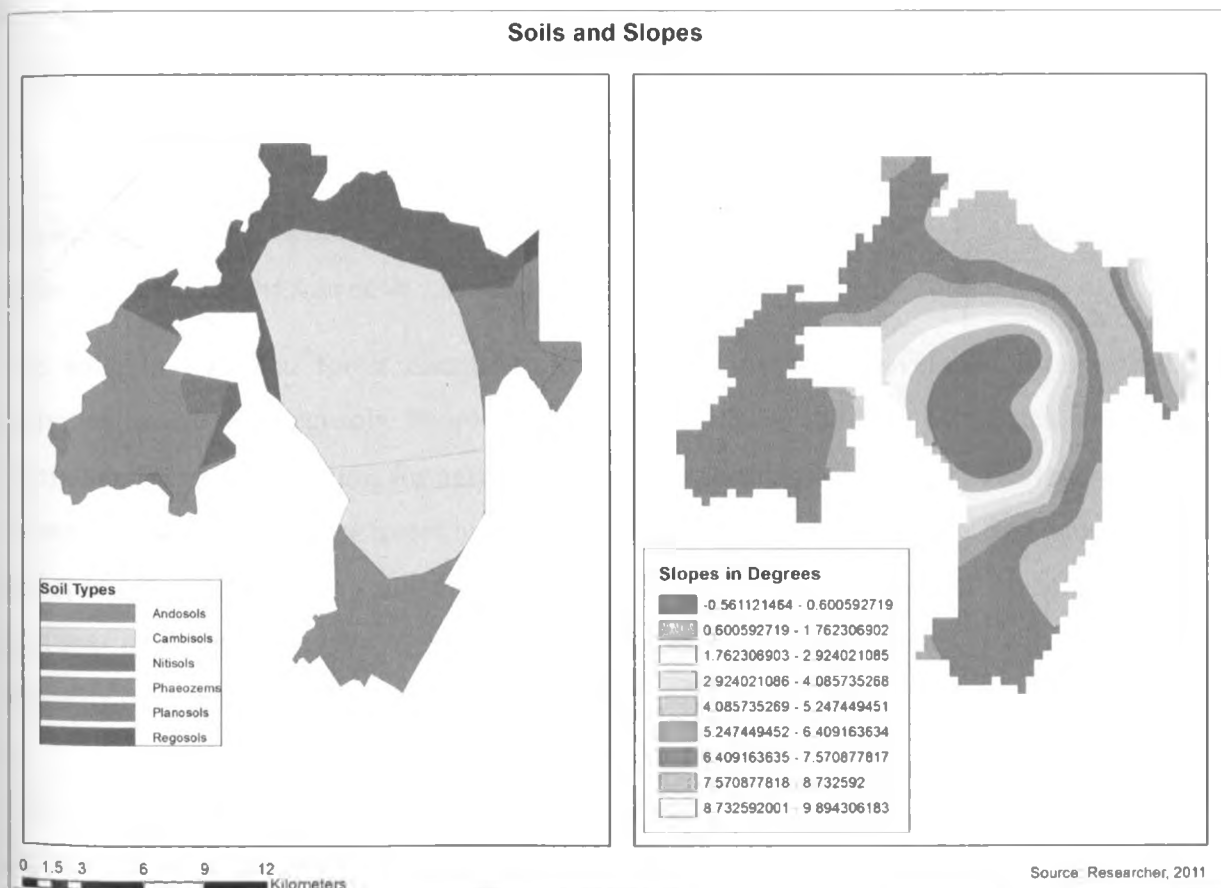 Soils and Slopes
Soil Types
Andosols
Cambisols
Nitisols
Phaeozems
Planosols
Regosols
Slopes in Degrees
-0.561121464 - 0.600592719
0.600592719 - 1.762306902
1.762306903 - 2.924021085
2.924021086 - 4.085735268
4.085735269 - 5.247449451
5.247449452 - 6.409163634
6.409163635 - 7.570877817
7.570877818 - 8.732592
8.732592001 - 9.894306183
0 1.5 3 6 9 12
Kilometers
Source: Researcher, 2011